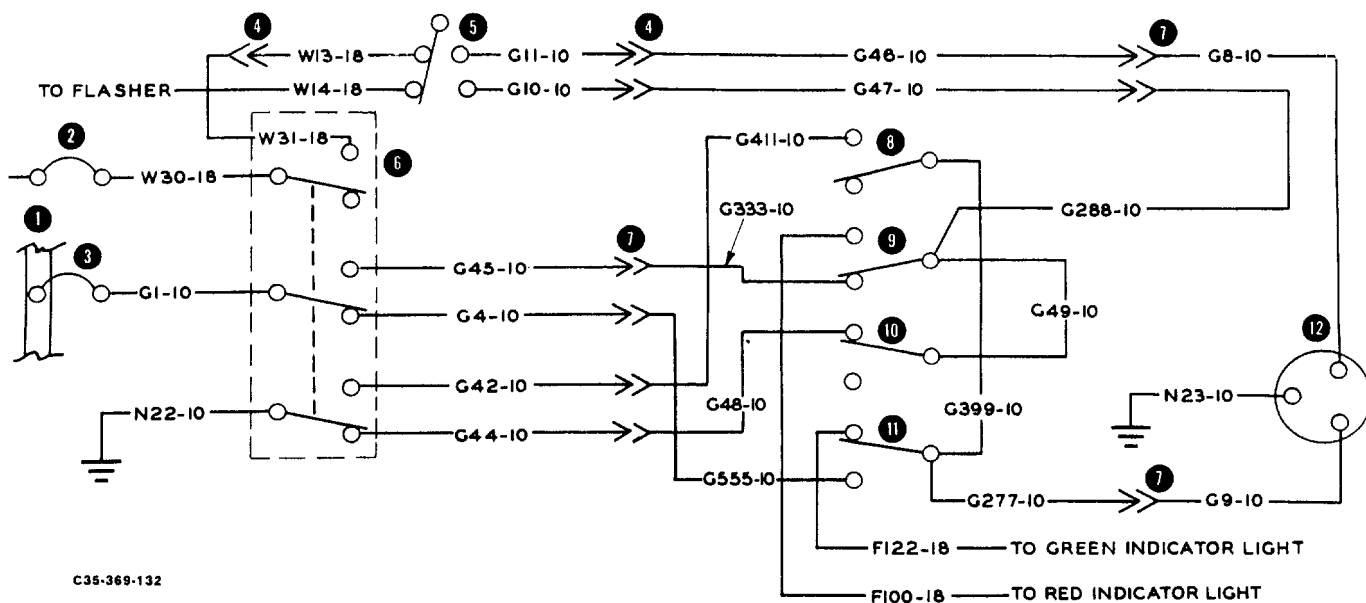 4 W13-18 5 G11-10 4 G46-10 7 G8-10
TO FLASHER W14-18 G10-10 G47-10
2 W31-18 6 G411-10 8
W30-18
1 G333-10 G288-10
3 7 9
G45-10
G1-10 G4-10 G49-10
10 12
G42-10 G48-10 G399-10 N23-10
N22-10 G44-10 11
G555-10 7
G277-10 G9-10
F122-18 TO GREEN INDICATOR LIGHT
C35-369-132
F100-18 TO RED INDICATOR LIGHT